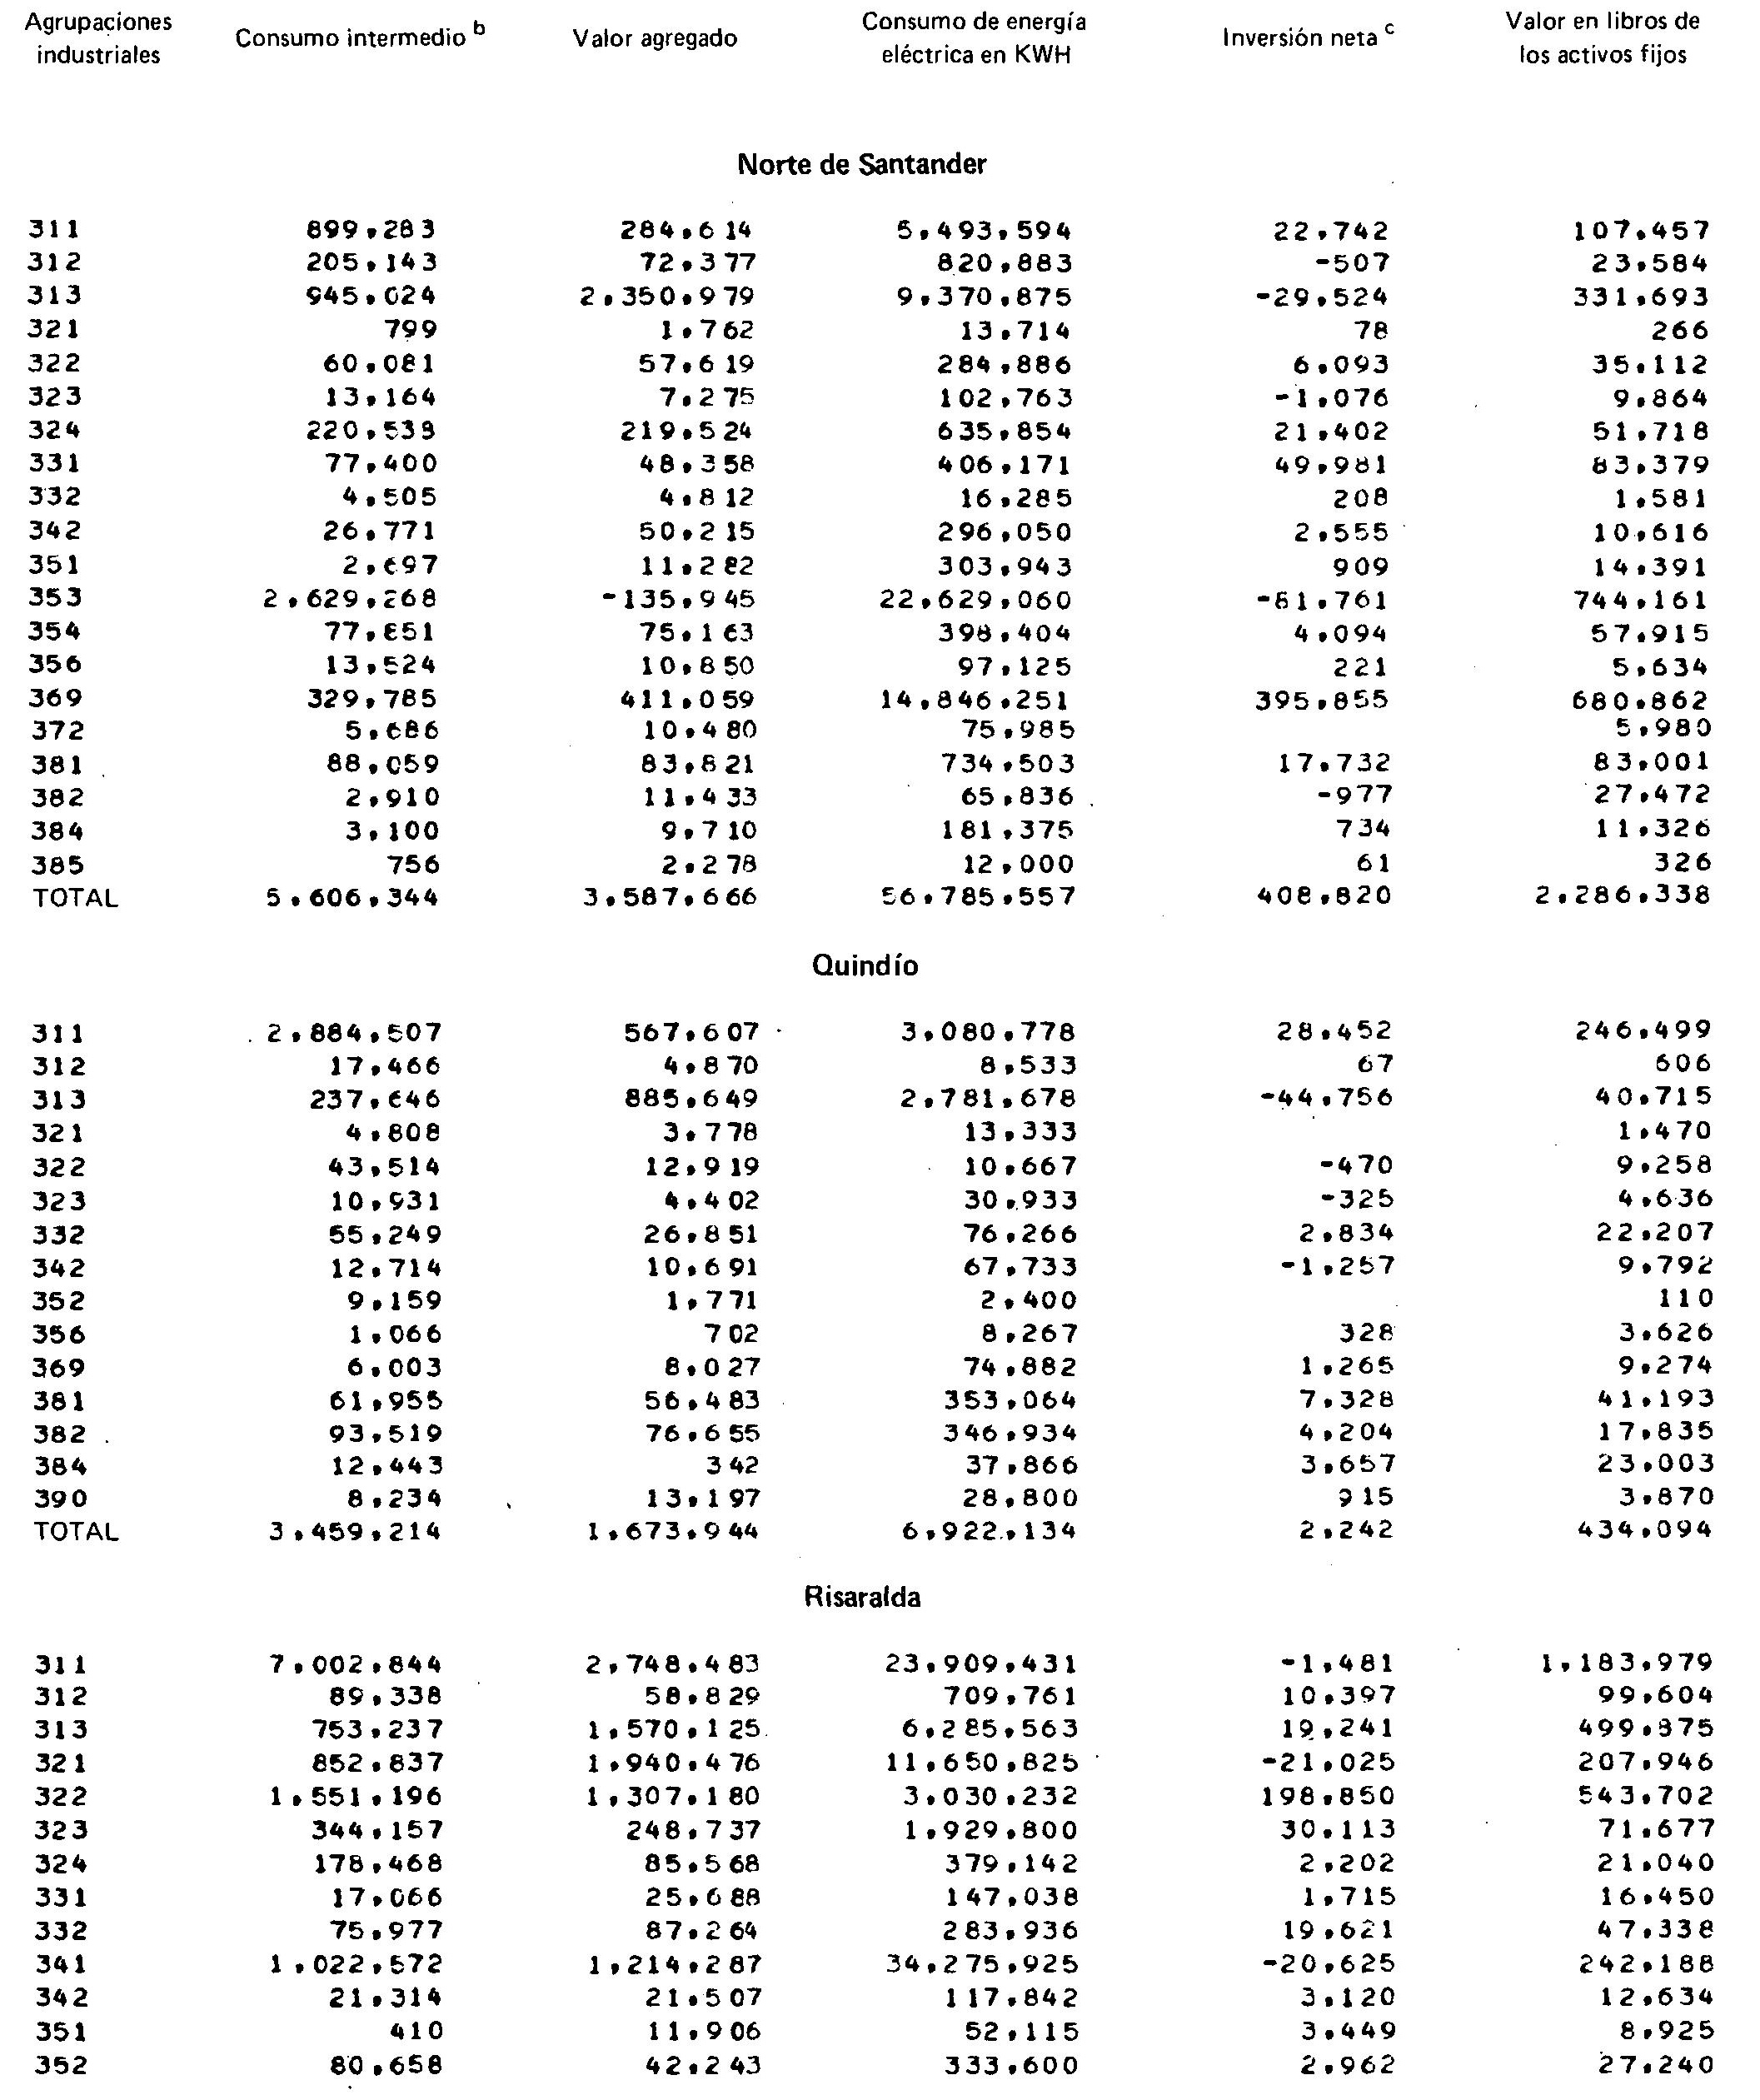 Agrupaciones industriales Consumo intermedio b Valor agregado Consumo de energía eléctrica en KWH Inversión neta c Valor en libros de los activos fijos
Norte de Santander
311 899,283 284,614 5,493,594 22,742 107,457
312 205,143 72,377 820,883 -507 23,584
313 945,024 2,350,979 9,370,875 -29,524 331,693
321 799 1,762 13,714 78 266
322 60,081 57,619 284,886 6,093 35,112
323 13,164 7,275 102,763 -1,076 9,864
324 220,538 219,524 635,854 21,402 51,718
331 77,400 48,358 406,171 49,981 83,379
332 4,505 4,812 16,285 208 1,581
342 26,771 50,215 296,050 2,555 10,616
351 2,697 11,282 303,943 909 14,391
353 2,629,268 -135,945 22,629,060 -81,761 744,161
354 77,851 75,163 398,404 4,094 57,915
356 13,524 10,850 97,125 221 5,634
369 329,785 411,059 14,846,251 395,855 680,862
372 5,686 10,480 75,985 5,980
381 88,059 83,821 734,503 17,732 83,001
382 2,910 11,433 65,836 -977 27,472
384 3,100 9,710 181,375 734 11,326
385 756 2,278 12,000 61 326
TOTAL 5,606,344 3,587,666 56,785,557 408,820 2,286,338
Quindío
311 2,884,507 567,607 3,080,778 28,452 246,499
312 17,466 4,870 8,533 67 606
313 237,646 885,649 2,781,678 -44,756 40,715
321 4,808 3,778 13,333 1,470
322 43,514 12,919 10,667 -470 9,258
323 10,931 4,402 30,933 -325 4,636
332 55,249 26,851 76,266 2,834 22,207
342 12,714 10,691 67,733 -1,257 9,792
352 9,159 1,771 2,400 110
356 1,066 702 8,267 328 3,626
369 6,003 8,027 74,882 1,265 9,274
381 61,955 56,483 353,064 7,328 41,193
382 93,519 76,655 346,934 4,204 17,835
384 12,443 342 37,866 3,657 23,003
390 8,234 13,197 28,800 915 3,870
TOTAL 3,459,214 1,673,944 6,922,134 2,242 434,094
Risaralda
311 7,002,844 2,748,483 23,909,431 -1,481 1,183,979
312 89,338 58,829 709,761 10,397 99,604
313 753,237 1,570,125 6,285,563 19,241 499,875
321 852,837 1,940,476 11,650,825 -21,025 207,946
322 1,551,196 1,307,180 3,030,232 198,850 543,702
323 344,157 248,737 1,929,800 30,113 71,677
324 178,468 85,568 379,142 2,202 21,040
331 17,066 25,688 147,038 1,715 16,450
332 75,977 87,264 283,936 19,621 47,338
341 1,022,572 1,214,287 34,275,925 -20,625 242,188
342 21,314 21,507 117,842 3,120 12,634
351 410 11,906 52,115 3,449 8,925
352 80,658 42,243 333,600 2,962 27,240